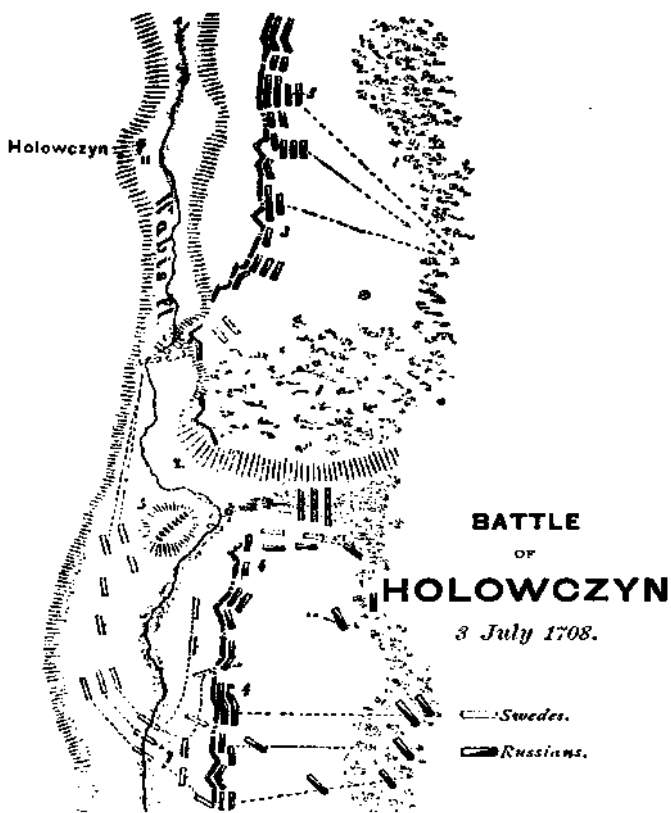 Holowczyn
BATTLE
OF
HOLOWCZYN
3 July 1708.
Swedes.
Russians.